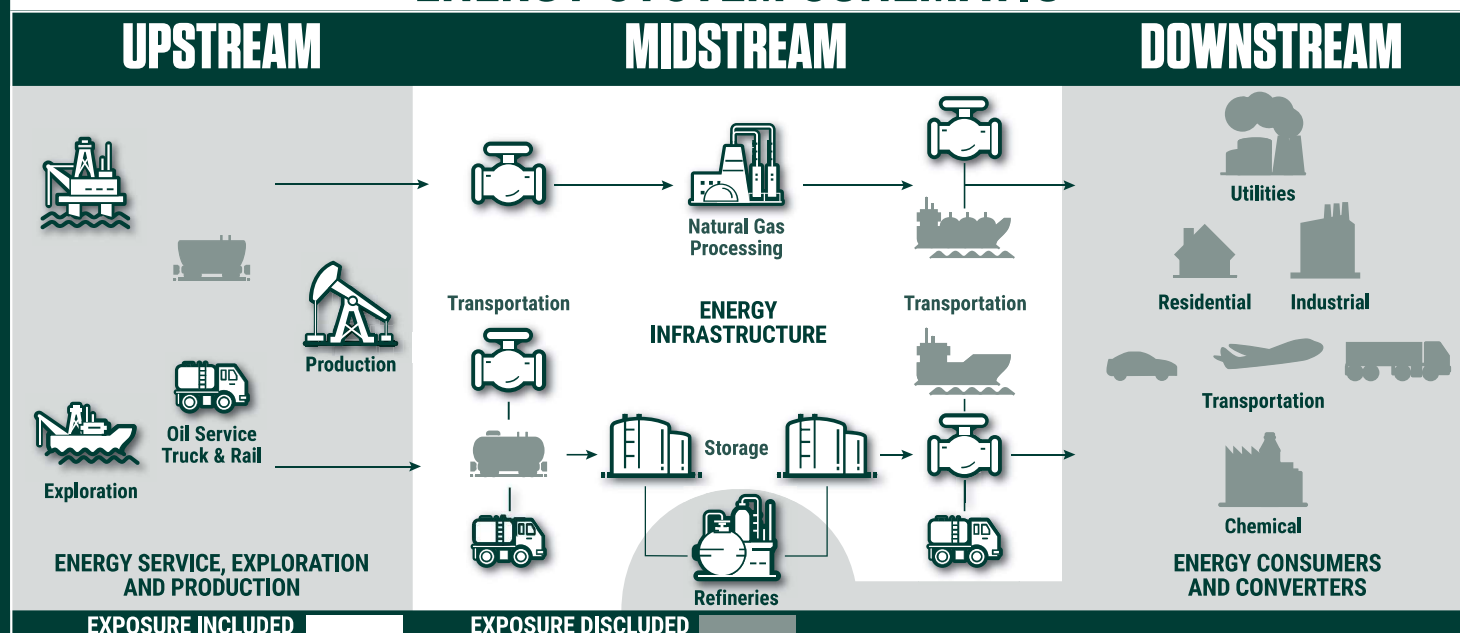 UPSTREAM
MIDSTREAM
DOWNSTREAM
Utilities
Natural Gas
Processing
Residential
Industrial
Transportation
ENERGY
INFRASTRUCTURE
Transportation
Production
Transportation
Oil Service
Truck & Rail
Storage
Exploration
Chemical
ENERGY SERVICE, EXPLORATION
AND PRODUCTION
ENERGY CONSUMERS
AND CONVERTERS
Refineries
EXPOSURE INCLUDED
EXPOSURE DISCLUDED